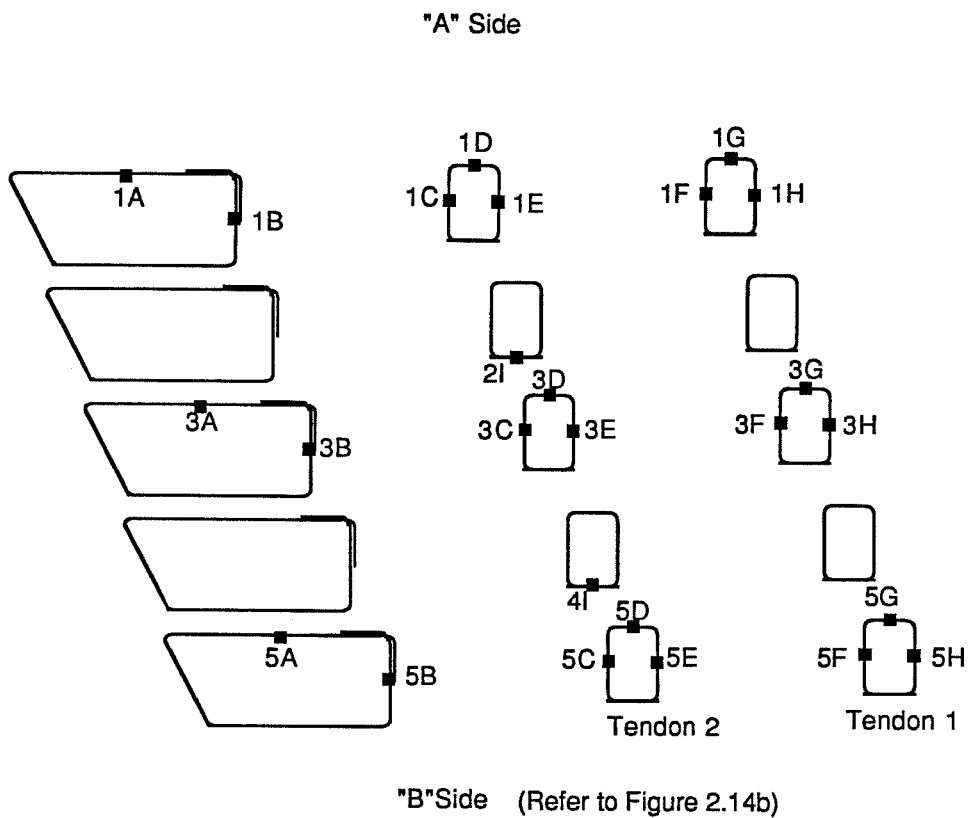 "A" Side
1D
1G
1A
1C
1E
1F
1H
1B
2I
3D
3G
3A
3C
3E
3F
3H
3B
4I
5D
5G
5A
5C
5E
5F
5H
5B
Tendon 2
Tendon 1
"B"Side (Refer to Figure 2.14b)